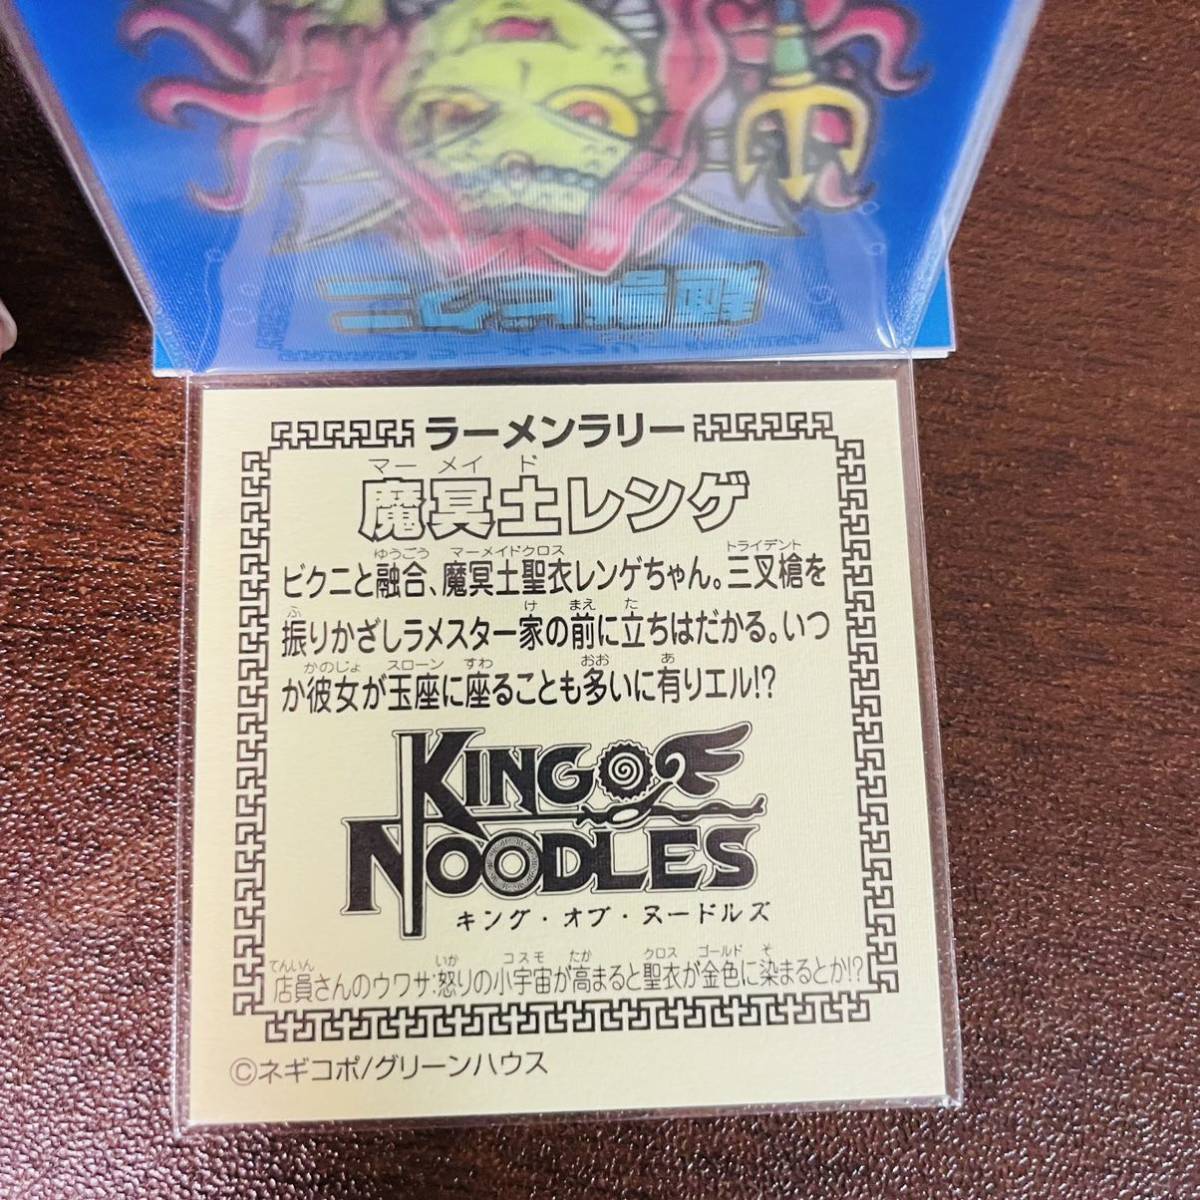 ラーメンラリー
マーメイド
魔冥土レンゲ
ゆうごう マーメイドクロス トライデント
ビクニと融合、魔冥土聖衣レンゲちゃん。三叉槍を
ふ け まえ た
振りかざしラメスター家の前に立ちはだかる。いつ
かのじょ スローン すわ おお あ
か彼女が玉座に座ることも多いに有りエル!?
KING OF
NOODLES
キング・オブ・ヌードルズ
てんいん いか コスモ たか クロス ゴールド そ
店員さんのウワサ:怒りの小宇宙が高まると聖衣が金色に染まるとか!?
©ネギコポ/グリーンハウス